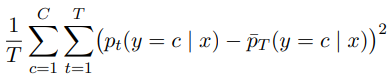 \frac{1}{T} \sum_{c=1}^{C} \sum_{t=1}^{T} \left( p_t(y = c \mid x) - \bar{p}_T(y = c \mid x) \right)^2